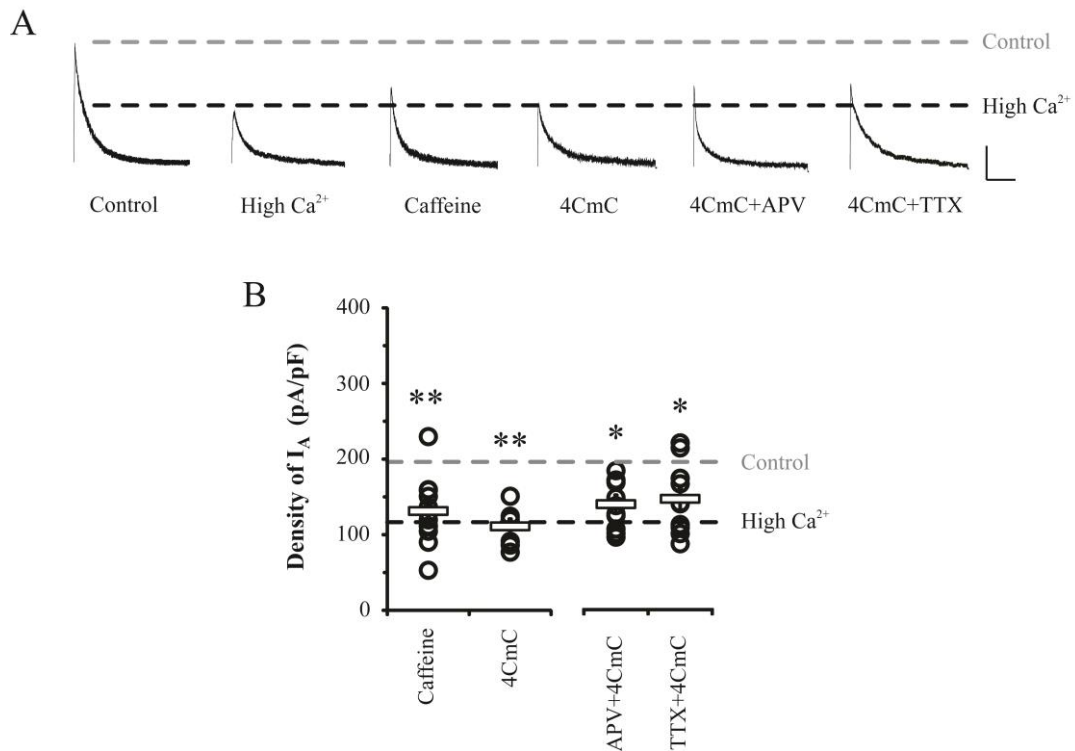 A
Control
High Ca²⁺
Control
High Ca²⁺
Caffeine
4CmC
4CmC+APV
4CmC+TTX
B
Density of I_A (pA/pF)
400
300
200
100
0
**
**
*
*
Control
High Ca²⁺
Caffeine
4CmC
APV+4CmC
TTX+4CmC